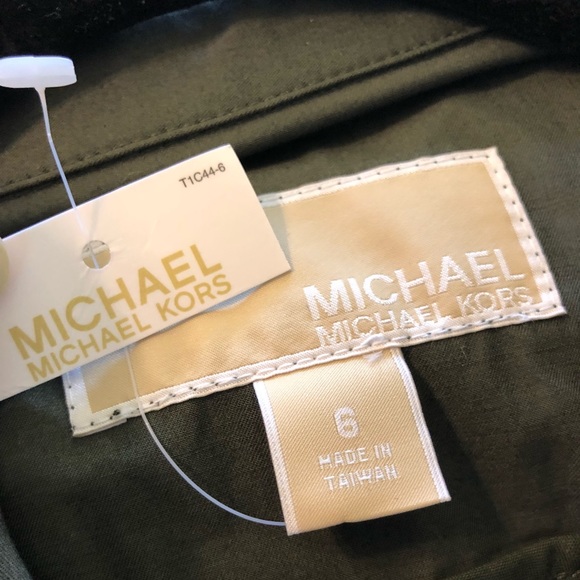 T1C44-6
MICHAEL
MICHAEL KORS
MICHAEL
MICHAEL KORS
6
MADE IN
TAIWAN